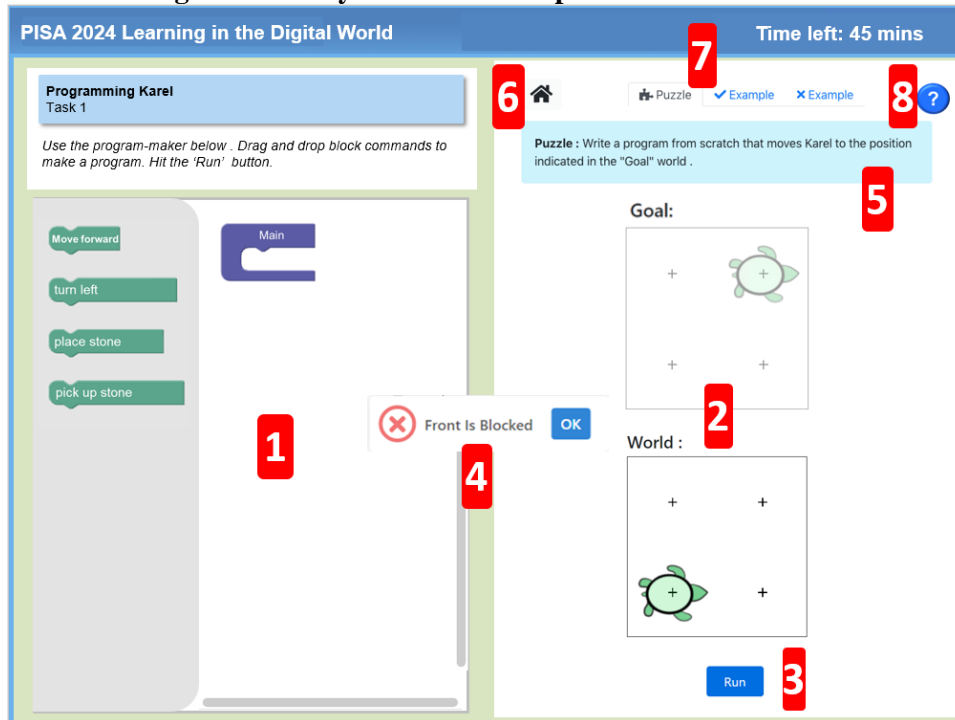 PISA 2024 Learning in the Digital World
Time left: 45 mins
7
Programming Karel
Task 1
6
Puzzle
Example
Example
8
?
Use the program-maker below . Drag and drop block commands to
make a program. Hit the ‘Run’ button.
Puzzle : Write a program from scratch that moves Karel to the position
indicated in the "Goal" world .
5
Goal:
Move forward
Main
turn left
place stone
pick up stone
1
Front Is Blocked
OK
4
2
World :
Run
3